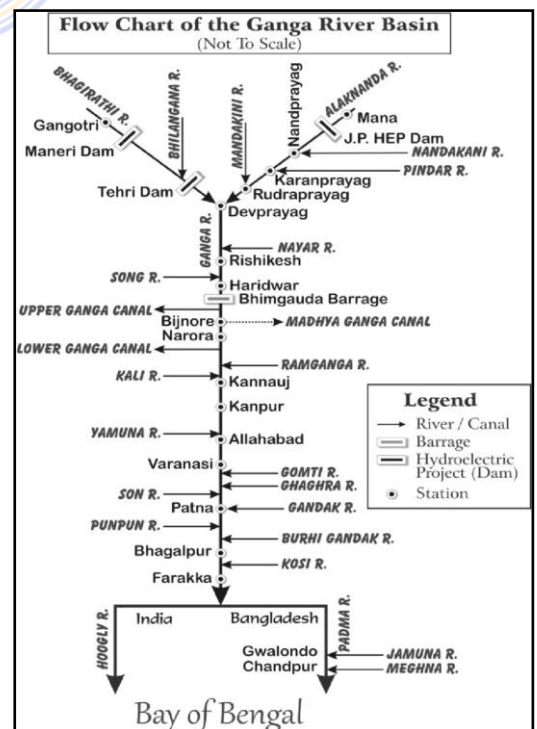 Flow Chart of the Ganga River Basin
(Not To Scale)
BHAGIRATHI R.
Gangotri
Maneri Dam
BHILANGANA R.
Tehri Dam
MANDAKINI R.
Nandprayag
ALAKNANDA R.
Mana
J.P. HEP Dam
NANDAKANI R.
PINDAR R.
Karanprayag
Rudraprayag
Devprayag
GANGA R.
NAYAR R.
Rishikesh
SONG R.
Haridwar
Bhimgauda Barrage
UPPER GANGA CANAL
Bijnore
MADHYA GANGA CANAL
Narora
LOWER GANGA CANAL
RAMGANGA R.
KALI R.
Kannauj
Kanpur
YAMUNA R.
Allahabad
Varanasi
GOMTI R.
GHAGHRA R.
SON R.
Patna
GANDAK R.
PUNPUN R.
BURHI GANDAK R.
Bhagalpur
KOSI R.
Farakka
Legend
River / Canal
Barrage
Hydroelectric
Project (Dam)
Station
India
Bangladesh
HOOGLY R.
PADMA R.
Gwalondo
JAMUNA R.
Chandpur
MEGHNA R.
Bay of Bengal